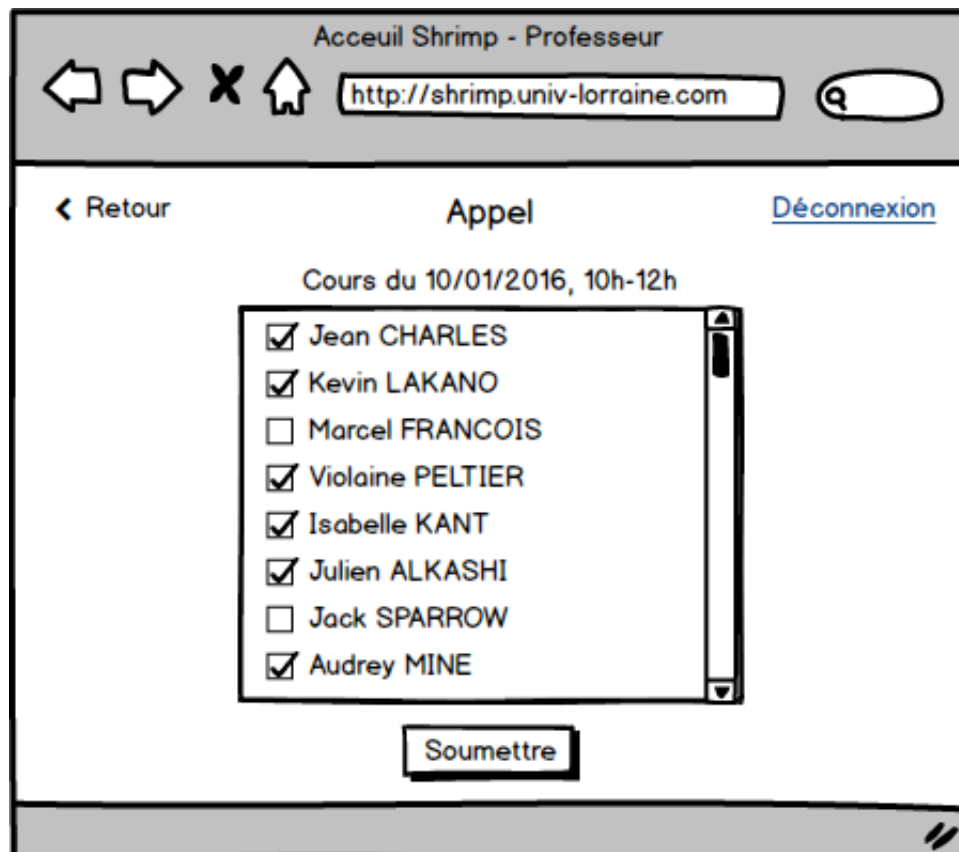 Acceuil Shrimp - Professeur
http://shrimp.univ-lorraine.com
Retour
Appel
Déconnexion
Cours du 10/01/2016, 10h-12h
Jean CHARLES
Kevin LAKANO
Marcel FRANCOIS
Violaine PELTIER
Isabelle KANT
Julien ALKASHI
Jack SPARROW
Audrey MINE
Soumettre